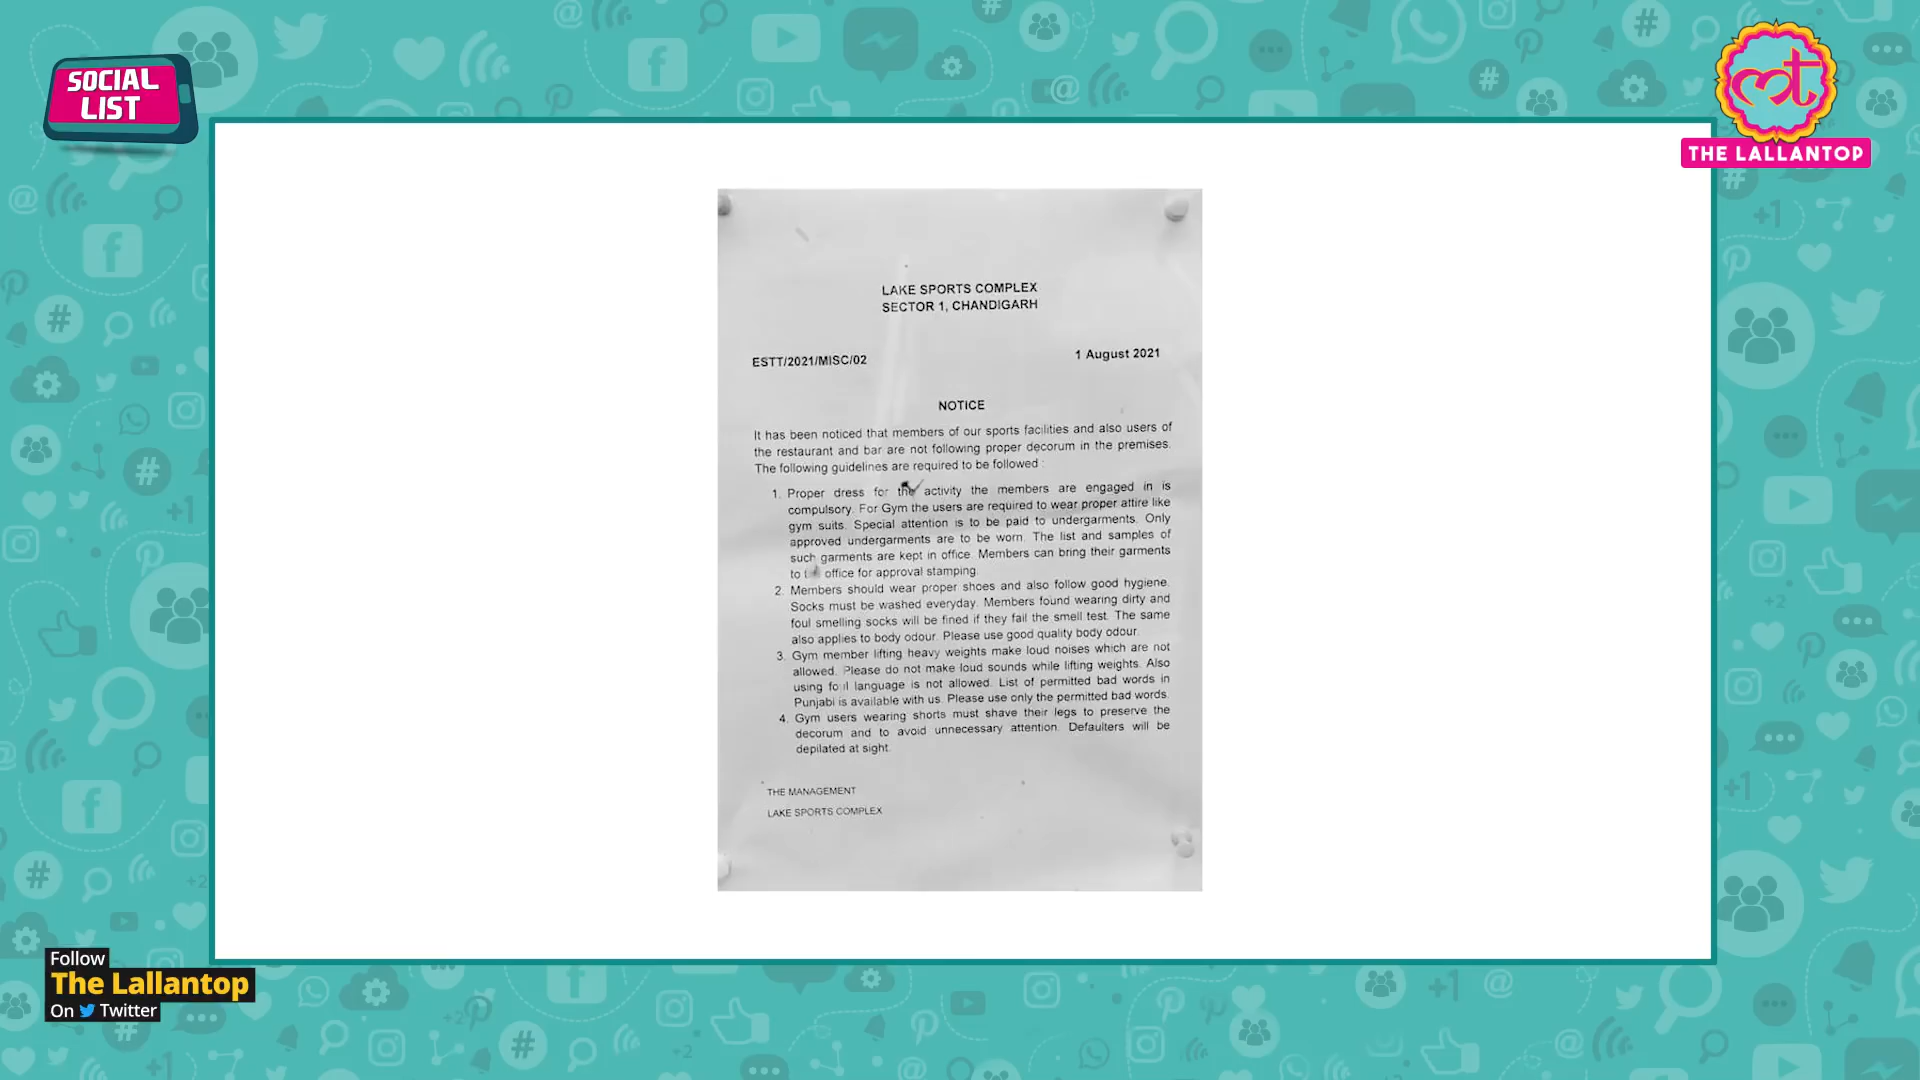 SOCIAL
LIST
THE LALLANTOP
LAKE SPORTS COMPLEX
SECTOR 1, CHANDIGARH
ESTT/2021/MISC/02
1 August 2021
NOTICE
It has been noticed that members of our sports facilities and also users of
the restaurant and bar are not following proper decorum in the premises.
The following guidelines are required to be followed :
1. Proper dress for the activity the members are engaged in is
compulsory. For Gym the users are required to wear proper attire like
gym suits. Special attention is to be paid to undergarments. Only
approved undergarments are to be worn. The list and samples of
such garments are kept in office. Members can bring their garments
to office for approval stamping.
2. Members should wear proper shoes and also follow good hygiene.
Socks must be washed everyday. Members found wearing dirty and
foul smelling socks will be fined if they fail the smell test. The same
also applies to body odour. Please use good quality body odour.
3. Gym member lifting heavy weights make loud noises which are not
allowed. Please do not make loud sounds while lifting weights. Also
using foul language is not allowed. List of permitted bad words in
Punjabi is available with us. Please use only the permitted bad words.
4. Gym users wearing shorts must shave their legs to preserve the
decorum and to avoid unnecessary attention. Defaulters will be
depilated at sight.
THE MANAGEMENT
LAKE SPORTS COMPLEX
Follow
The Lallantop
On Twitter